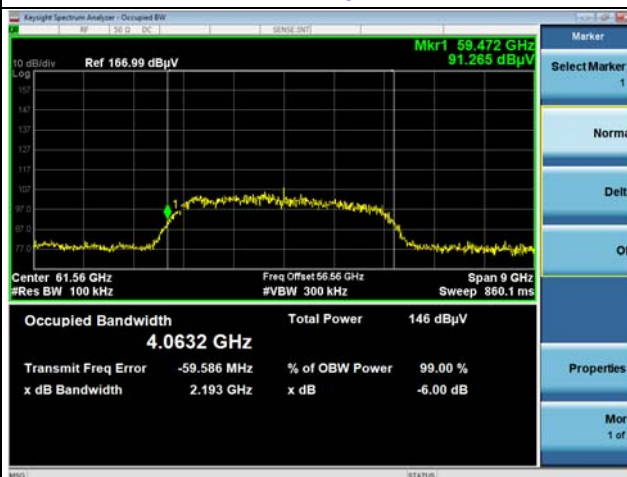 Keysight Spectrum Analyzer - Occupied BW
RF 50 Ω DC SENSE:INT
Marker
Mkr1 59.472 GHz
10 dB/div Ref 166.99 dBµV 91.265 dBµV
Log
Select Marker
1
157
147
137
Norma
127
117
107
1
Delt
97.0
87.0
77.0
Of
Center 61.56 GHz Freq Offset 56.56 GHz Span 9 GHz
#Res BW 100 kHz #VBW 300 kHz Sweep 860.1 ms
Occupied Bandwidth Total Power 146 dBµV
4.0632 GHz
Transmit Freq Error -59.586 MHz % of OBW Power 99.00 %
Properties
x dB Bandwidth 2.193 GHz x dB -6.00 dB
Mor
1 of
MSG STATUS